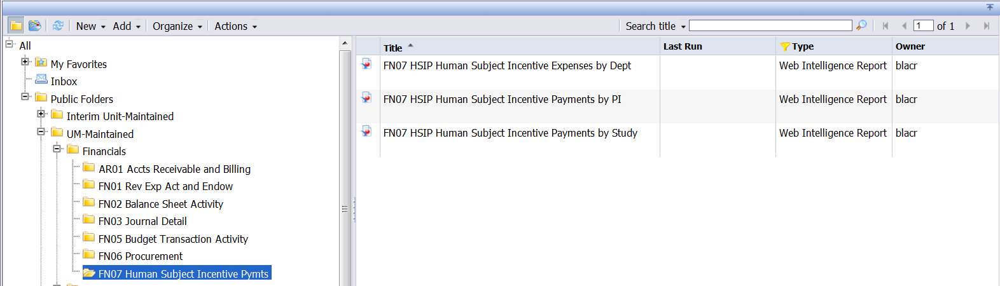 New Add Organize Actions Search title 1 of 1
All
My Favorites
Inbox
Public Folders
Interim Unit-Maintained
UM-Maintained
Financials
AR01 Accts Receivable and Billing
FN01 Rev Exp Act and Endow
FN02 Balance Sheet Activity
FN03 Journal Detail
FN05 Budget Transaction Activity
FN06 Procurement
FN07 Human Subject Incentive Pymts
Title Last Run Type Owner
FN07 HSIP Human Subject Incentive Expenses by Dept Web Intelligence Report blacr
FN07 HSIP Human Subject Incentive Payments by PI Web Intelligence Report blacr
FN07 HSIP Human Subject Incentive Payments by Study Web Intelligence Report blacr